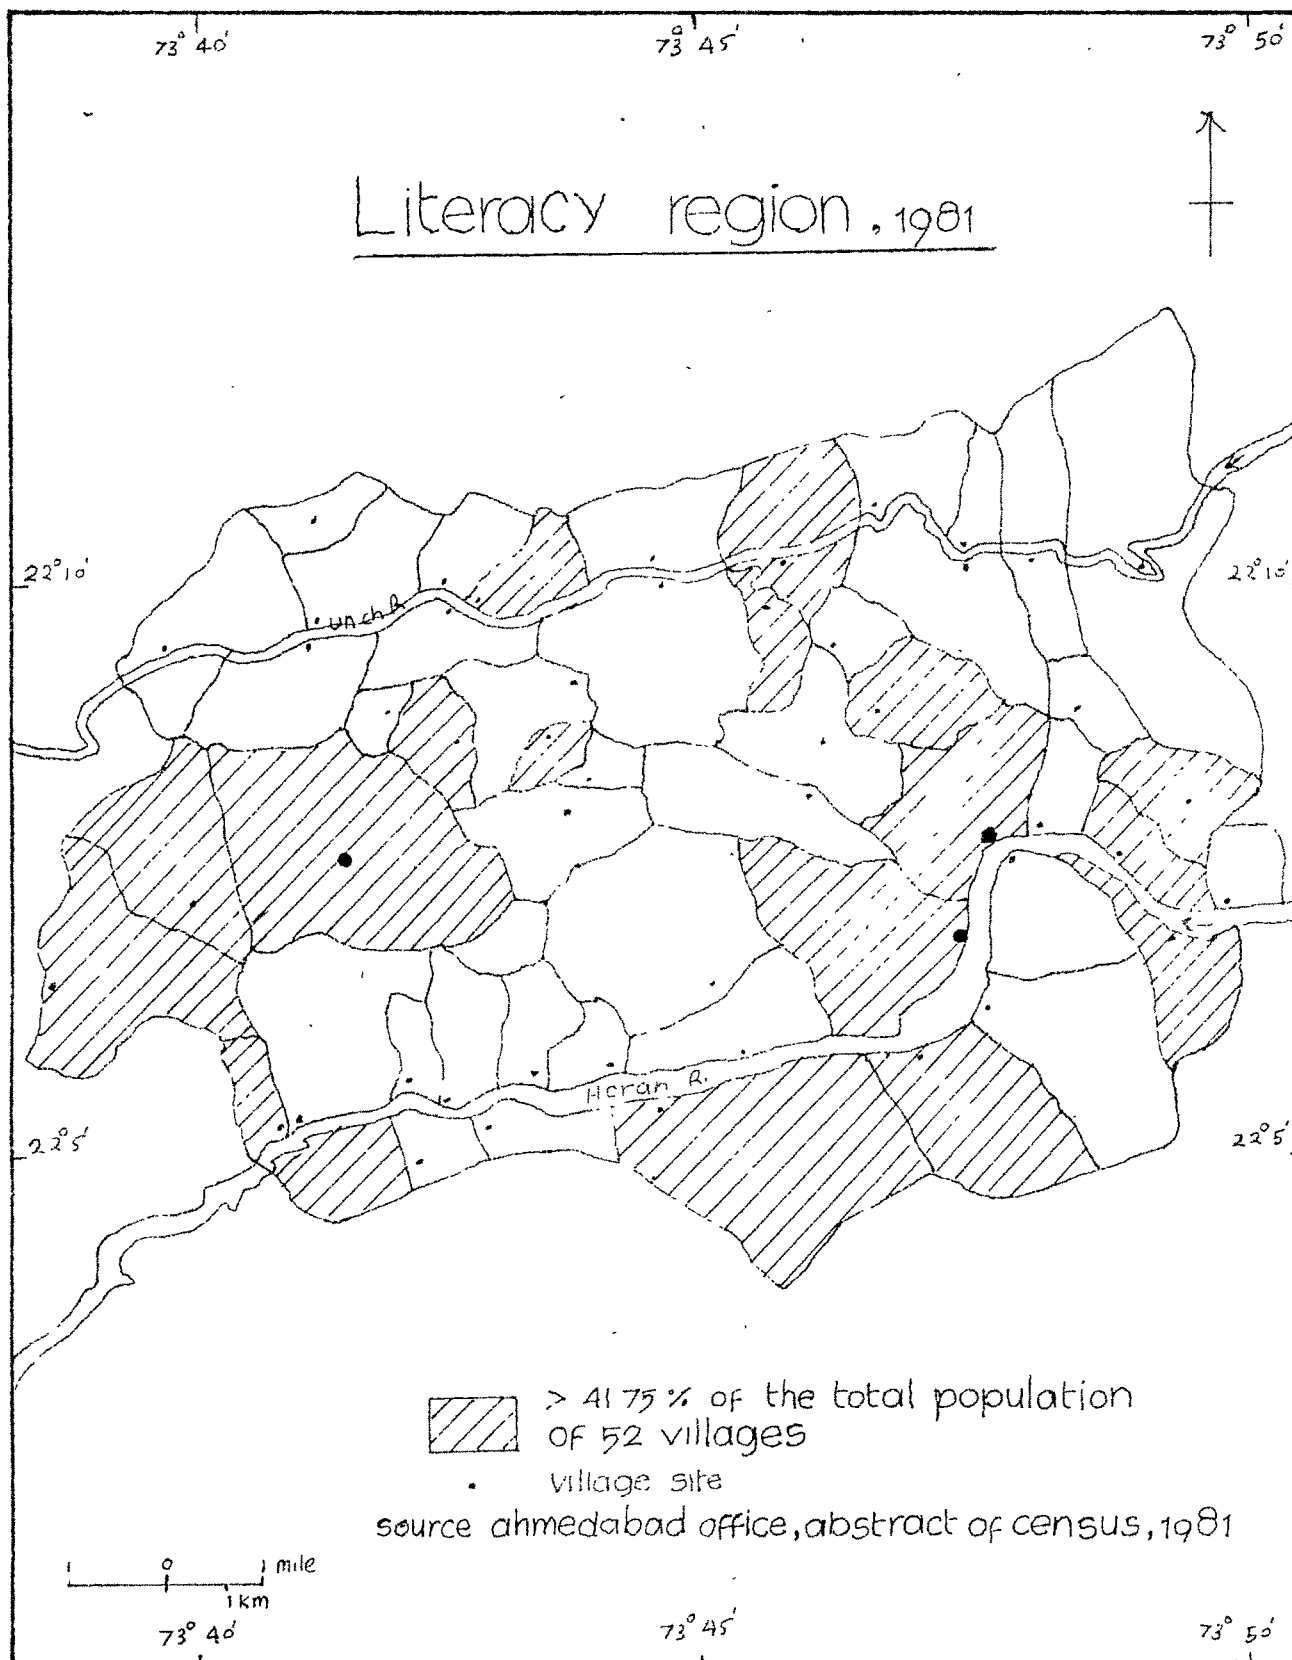 73° 40' 73° 45' 73° 50'
Literacy region, 1981
22° 10' 22° 10'
Unch R.
Heran R.
22° 5' 22° 5'
> 41 75 % of the total population
of 52 villages
village site
source ahmedabad office, abstract of census, 1981
1 0 1 mile
1 km
73° 40' 73° 45' 73° 50'